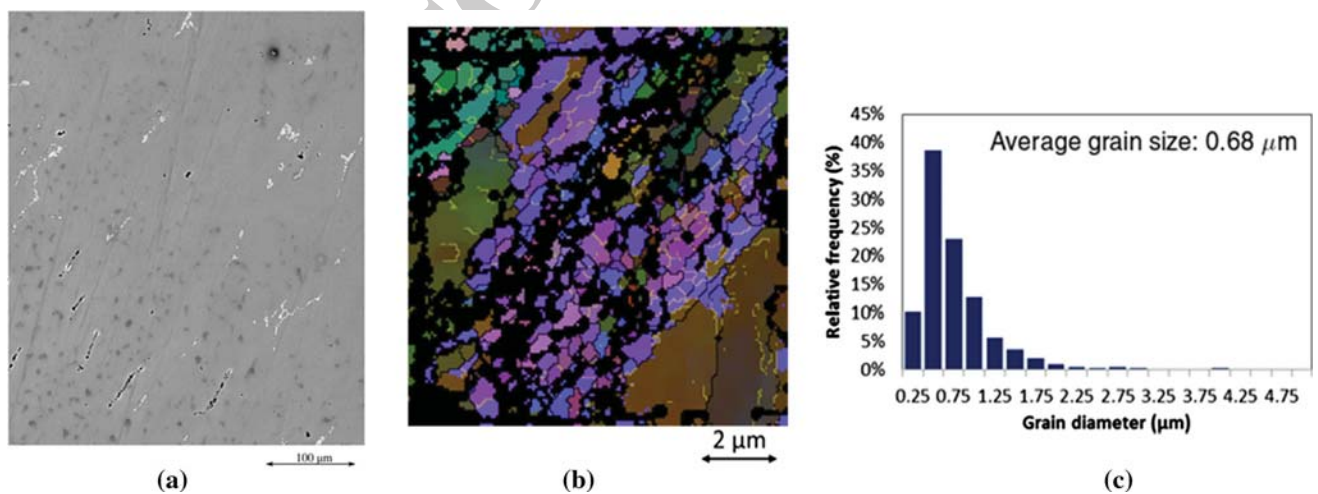 100 µm
(a)
2 µm
(b)
Average grain size: 0.68 µm
Relative frequency (%)
45%
40%
35%
30%
25%
20%
15%
10%
5%
0%
0.25 0.75 1.25 1.75 2.25 2.75 3.25 3.75 4.25 4.75
Grain diameter (µm)
(c)